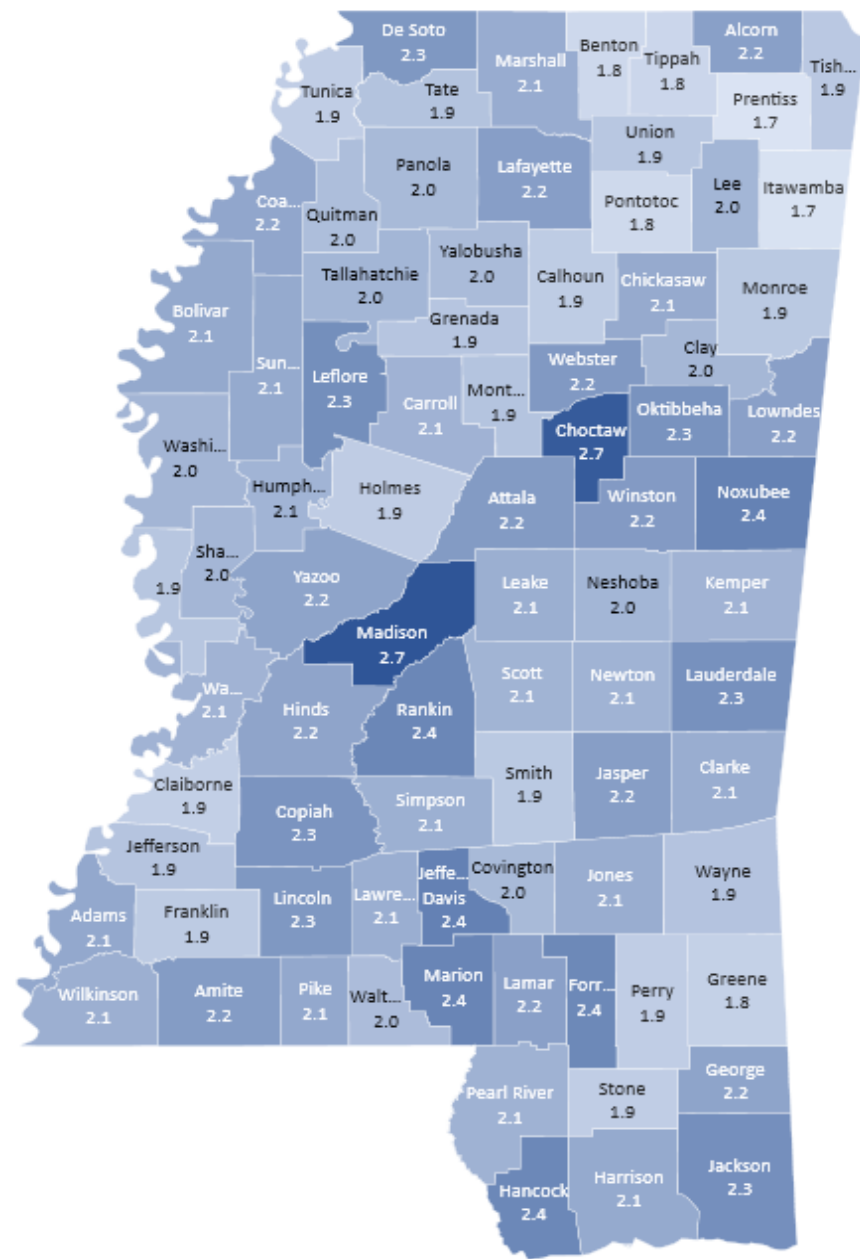 De Soto
2.3
Marshall
2.1
Benton
1.8
Tippah
1.8
Alcorn
2.2
Tish...
1.9
Tunica
1.9
Tate
1.9
Prentiss
1.7
Union
1.9
Panola
2.0
Lafayette
2.2
Pontotoc
1.8
Lee
2.0
Itawamba
1.7
Coa...
2.2
Quitman
2.0
Tallahatchie
2.0
Yalobusha
2.0
Calhoun
1.9
Chickasaw
2.1
Monroe
1.9
Bolivar
2.1
Sun...
2.1
Grenada
1.9
Leflore
2.3
Carroll
2.1
Mont...
1.9
Webster
2.2
Clay
2.0
Choctaw
2.7
Oktibbeha
2.3
Lowndes
2.2
Washi...
2.0
Humph...
2.1
Holmes
1.9
Attala
2.2
Winston
2.2
Noxubee
2.4
Sha...
2.0
1.9
Yazoo
2.2
Leake
2.1
Neshoba
2.0
Kemper
2.1
Madison
2.7
Wa...
2.1
Hinds
2.2
Rankin
2.4
Scott
2.1
Newton
2.1
Lauderdale
2.3
Claiborne
1.9
Copiah
2.3
Simpson
2.1
Smith
1.9
Jasper
2.2
Clarke
2.1
Jefferson
1.9
Adams
2.1
Franklin
1.9
Lincoln
2.3
Lawre...
2.1
Jeffe...
Davis
2.4
Covington
2.0
Jones
2.1
Wayne
1.9
Wilkinson
2.1
Amite
2.2
Pike
2.1
Walt...
2.0
Marion
2.4
Lamar
2.2
Forr...
2.4
Perry
1.9
Greene
1.8
Pearl River
2.1
Stone
1.9
George
2.2
Hancock
2.4
Harrison
2.1
Jackson
2.3